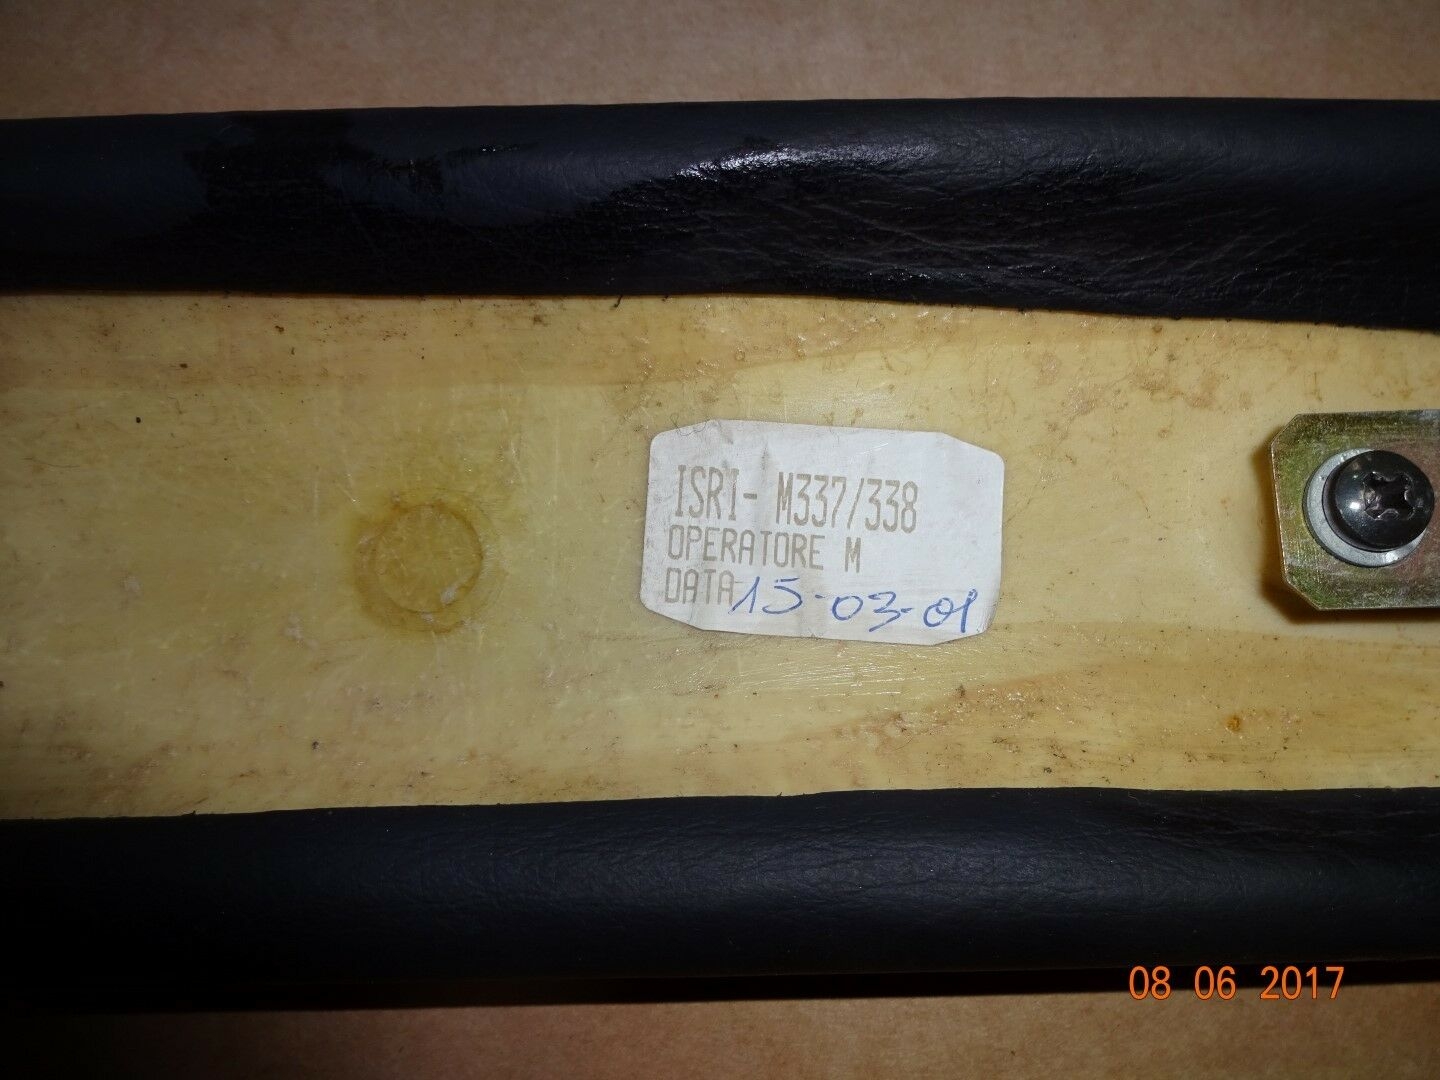 ISRI- M337/338
OPERATORE M
DATA 15-03-01
08 06 2017